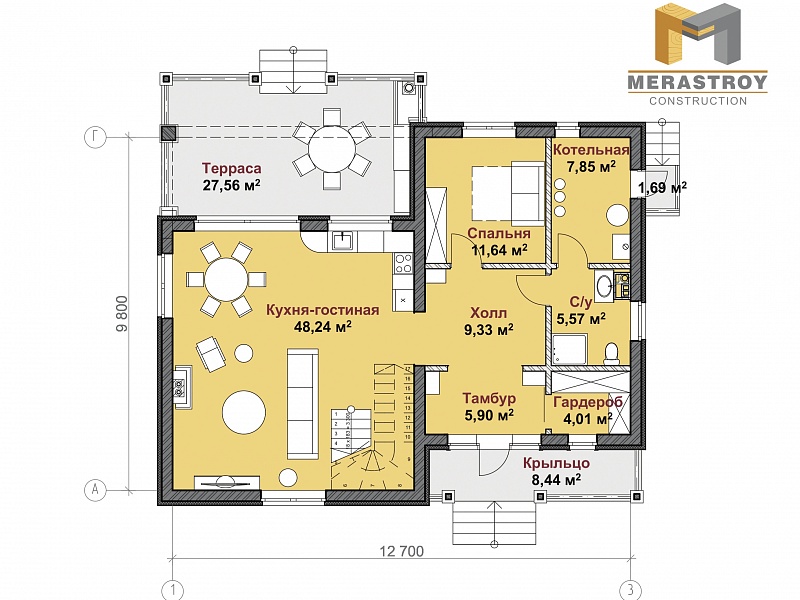 MERASTROY
CONSTRUCTION
Г
Терраса
27,56 м²
Котельная
7,85 м²
1,69 м²
Спальня
11,64 м²
Кухня-гостиная
48,24 м²
Холл
9,33 м²
С/у
5,57 м²
9 800
Тамбур
5,90 м²
Гардероб
4,01 м²
А
Крыльцо
8,44 м²
12 700
1
3